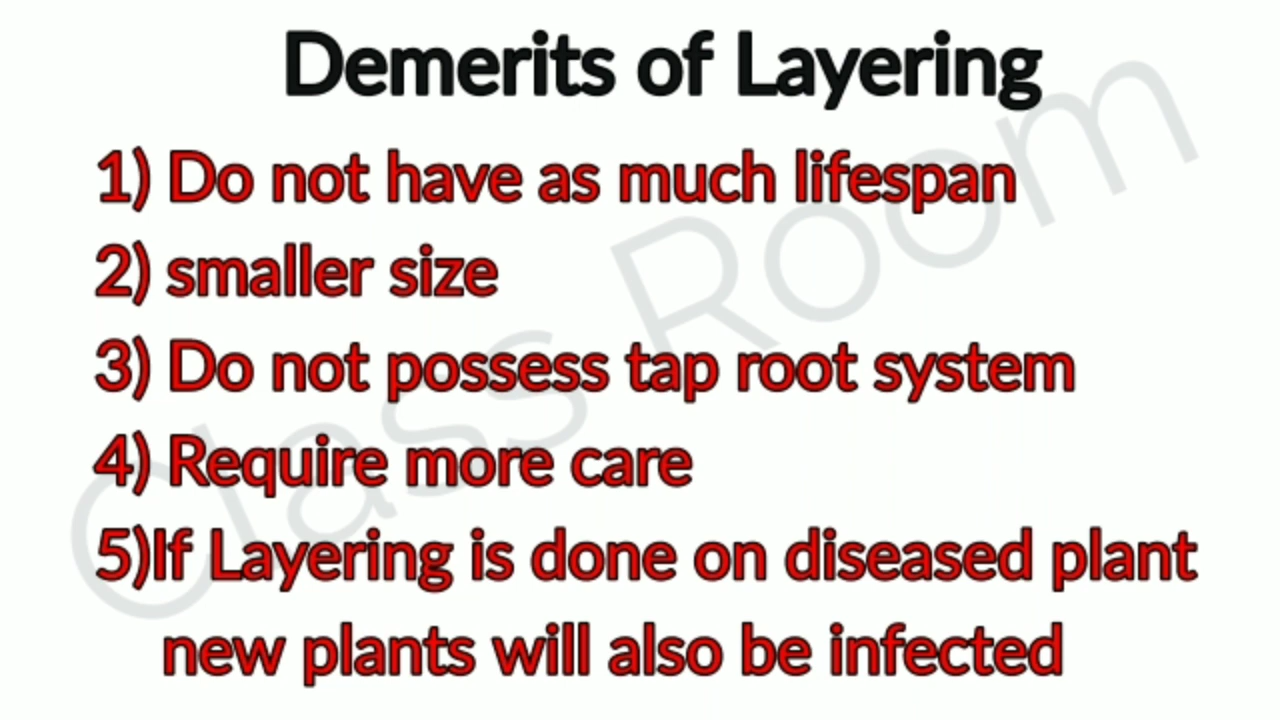 Demerits of Layering
1) Do not have as much lifespan
2) smaller size
3) Do not possess tap root system
4) Require more care
5)If Layering is done on diseased plant
new plants will also be infected
Class Room